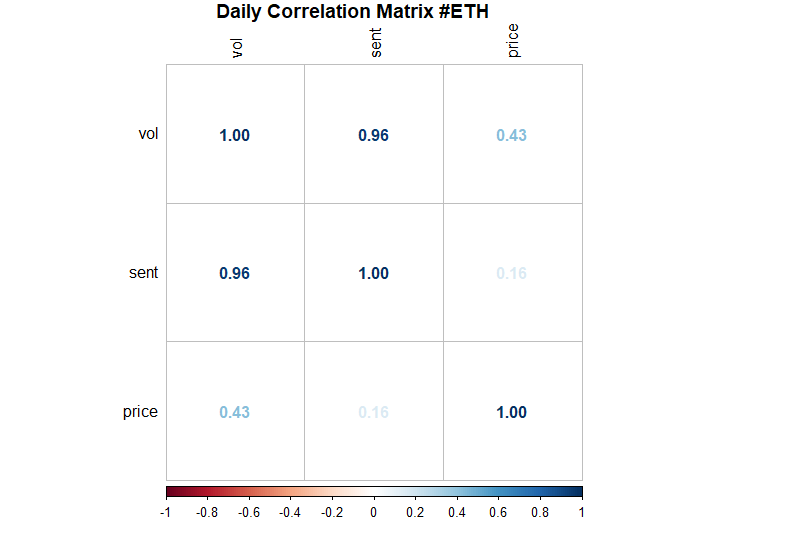 Daily Correlation Matrix #ETH
vol sent price
vol 1.00 0.96 0.43
sent 0.96 1.00 0.16
price 0.43 0.16 1.00
-1 -0.8 -0.6 -0.4 -0.2 0 0.2 0.4 0.6 0.8 1